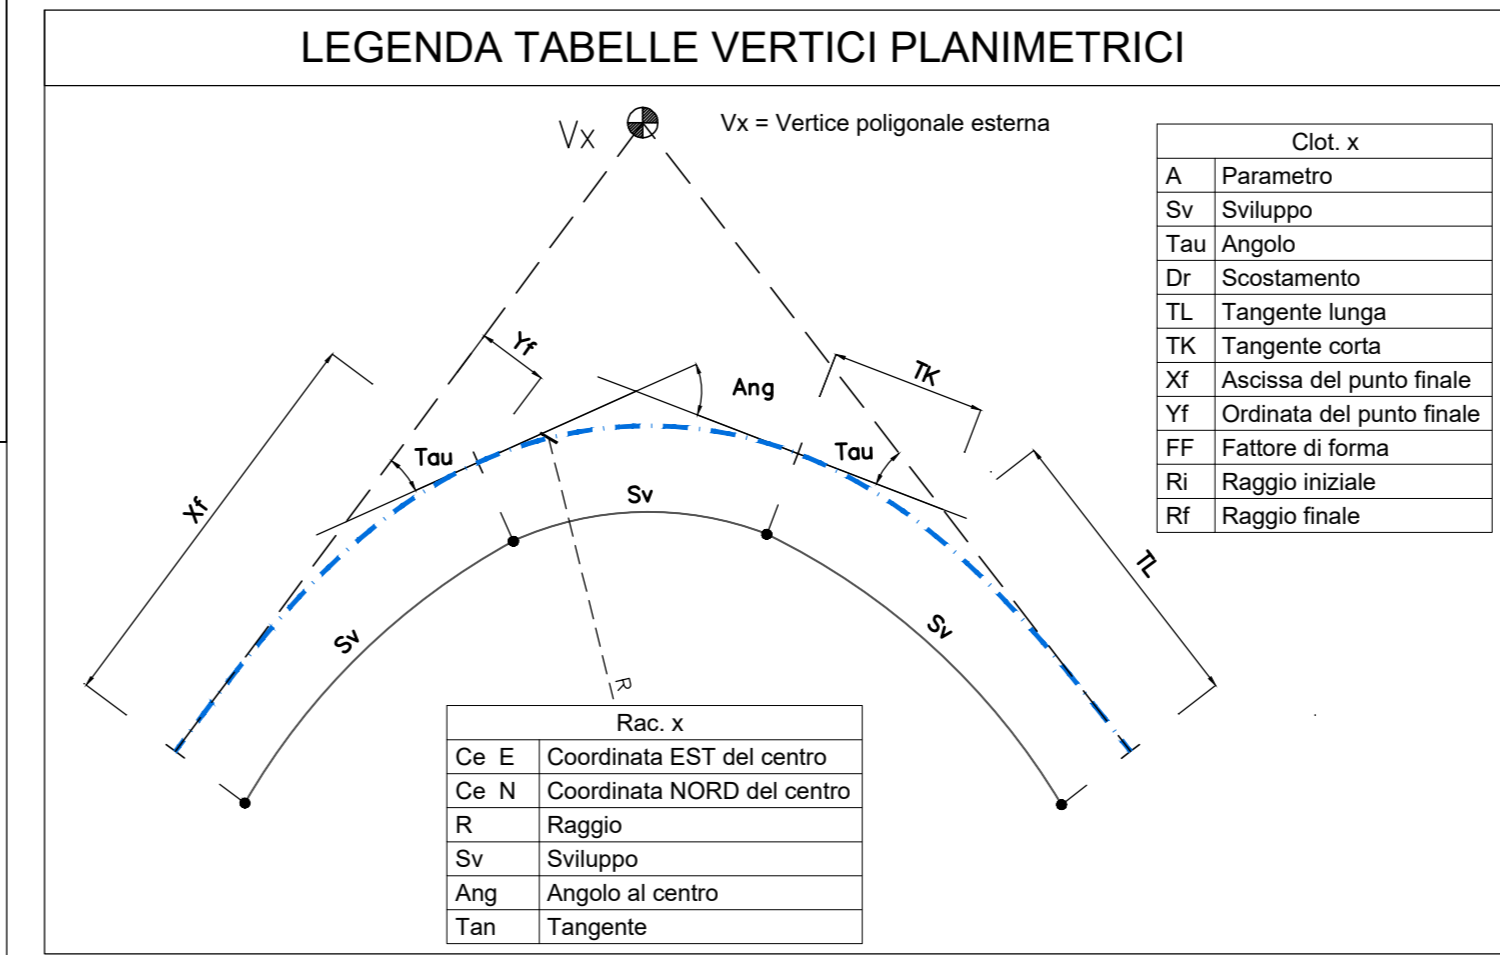 LEGENDA TABELLE VERTICI PLANIMETRICI
Vx
Vx = Vertice poligonale esterna
Clot. x
A Parametro
Sv Sviluppo
Tau Angolo
Dr Scostamento
TL Tangente lunga
TK Tangente corta
Xf Ascissa del punto finale
Yf Ordinata del punto finale
FF Fattore di forma
Ri Raggio iniziale
Rf Raggio finale
Yf
TK
Ang
Tau
Tau
Xf
Sv
TL
Sv
Sv
R
Rac. x
Ce E Coordinata EST del centro
Ce N Coordinata NORD del centro
R Raggio
Sv Sviluppo
Ang Angolo al centro
Tan Tangente